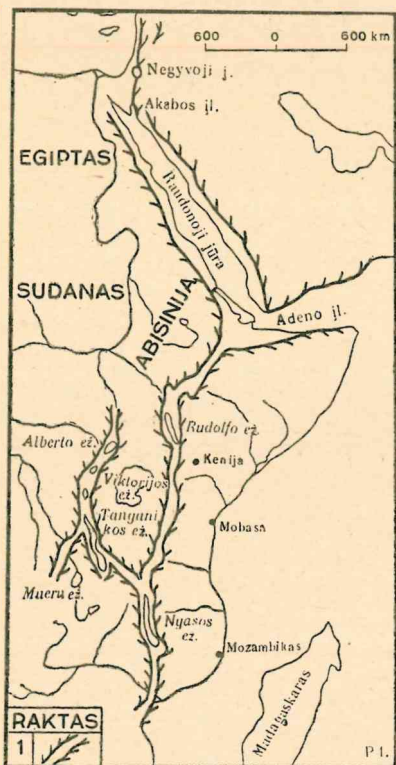 600 0 600 km
Negyvoji j.
Akabos įl.
EGIPTAS
Raudonoji jūra
SUDANAS
ABISINIJA
Adeno įl.
Rudolfo ež.
Alberto ež.
Kenija
Viktorijos
ež.
Tangani
kos ež.
Mobasa
Mueru ež.
Nyasos
ež.
Mozambikas
Madagaskaras
RAKTAS
1
P 1.